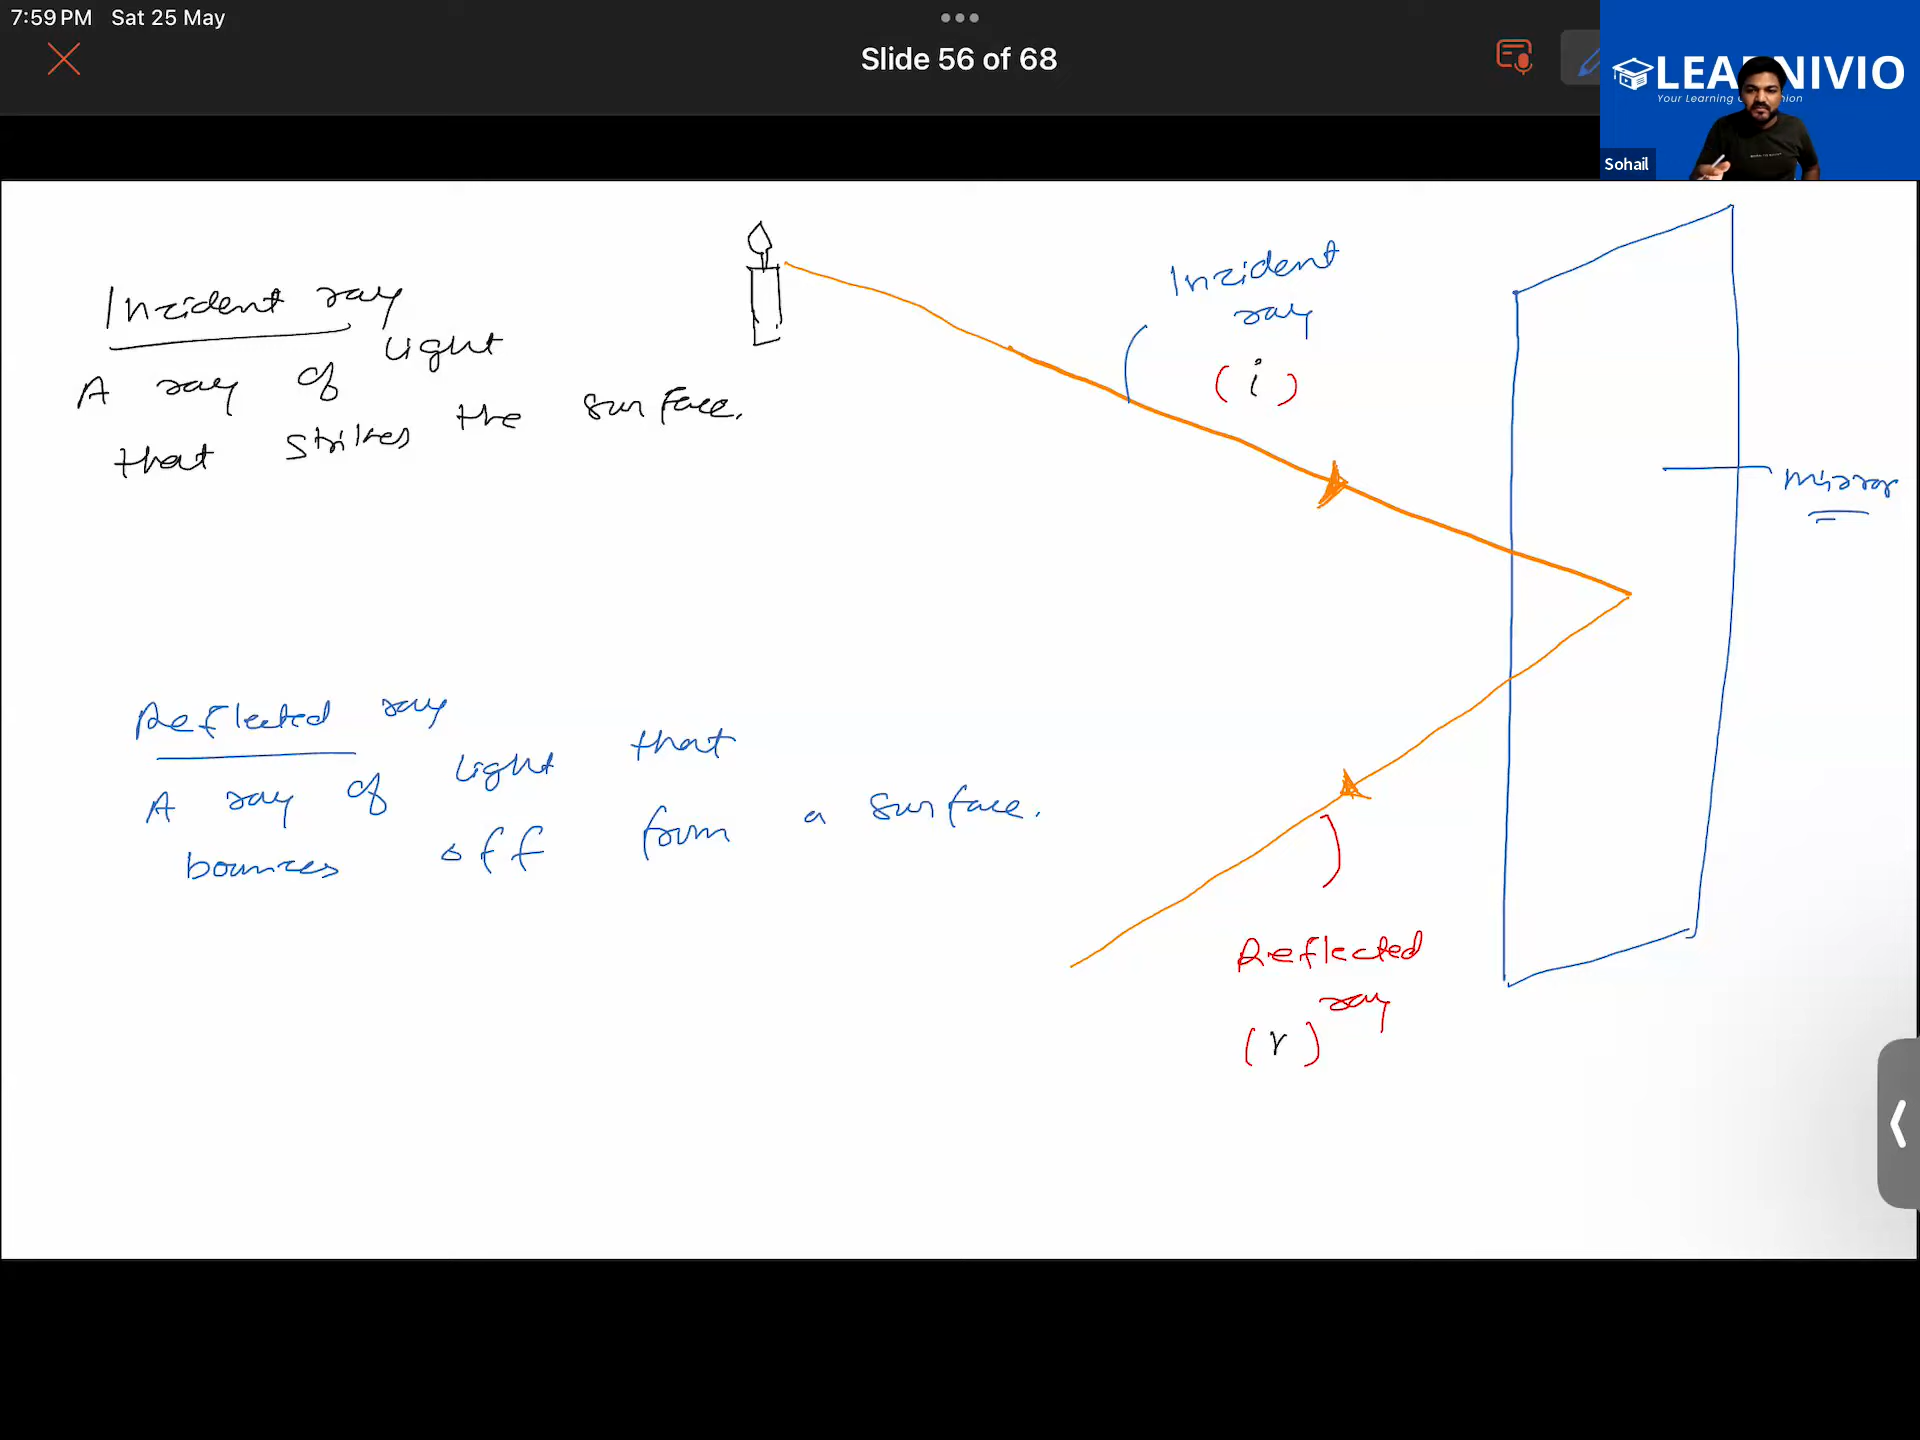 7:59 PM Sat 25 May
Slide 56 of 68
LEARNIVIO
Your Learning
Sohail
Incident ray
A ray of light
that strikes the surface.
Incident
ray
(i)
mirror
Reflected ray
A ray of light that
bounces off from a surface.
Reflected
ray
(r)